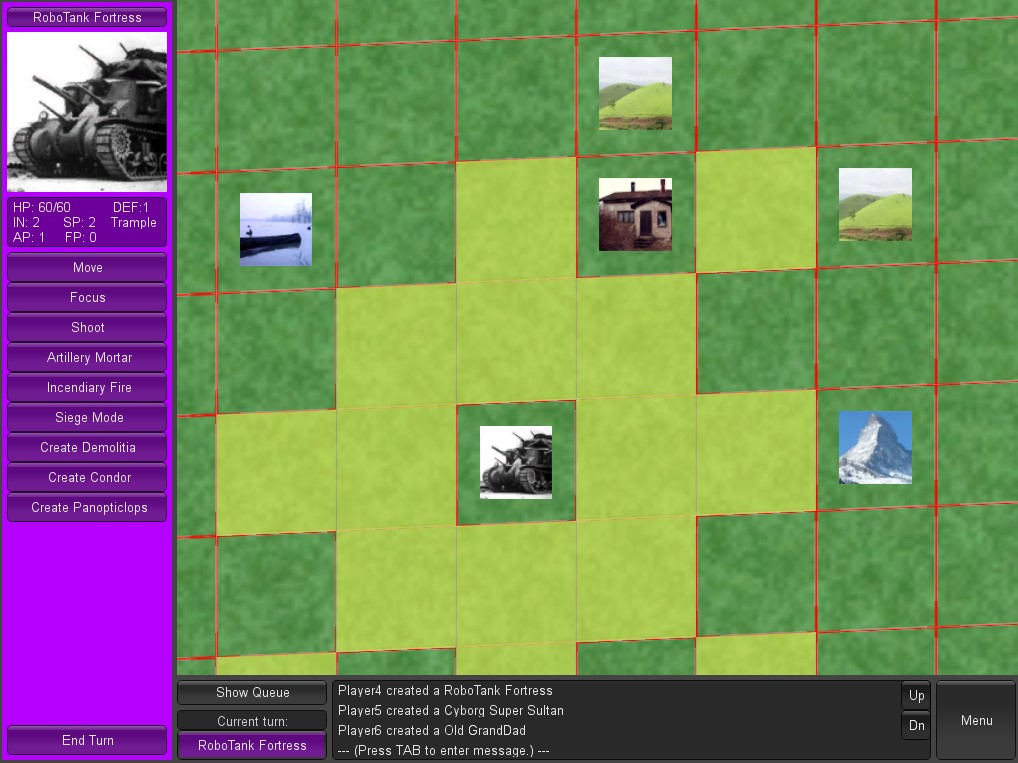 RoboTank Fortress
HP: 60/60 DEF:1
IN: 2 SP: 2 Trample
AP: 1 FP: 0
Move
Focus
Shoot
Artillery Mortar
Incendiary Fire
Siege Mode
Create Demolitia
Create Condor
Create Panopticlops
End Turn
Show Queue
Current turn:
RoboTank Fortress
Player4 created a RoboTank Fortress
Player5 created a Cyborg Super Sultan
Player6 created a Old GrandDad
--- (Press TAB to enter message.) ---
Up
Dn
Menu